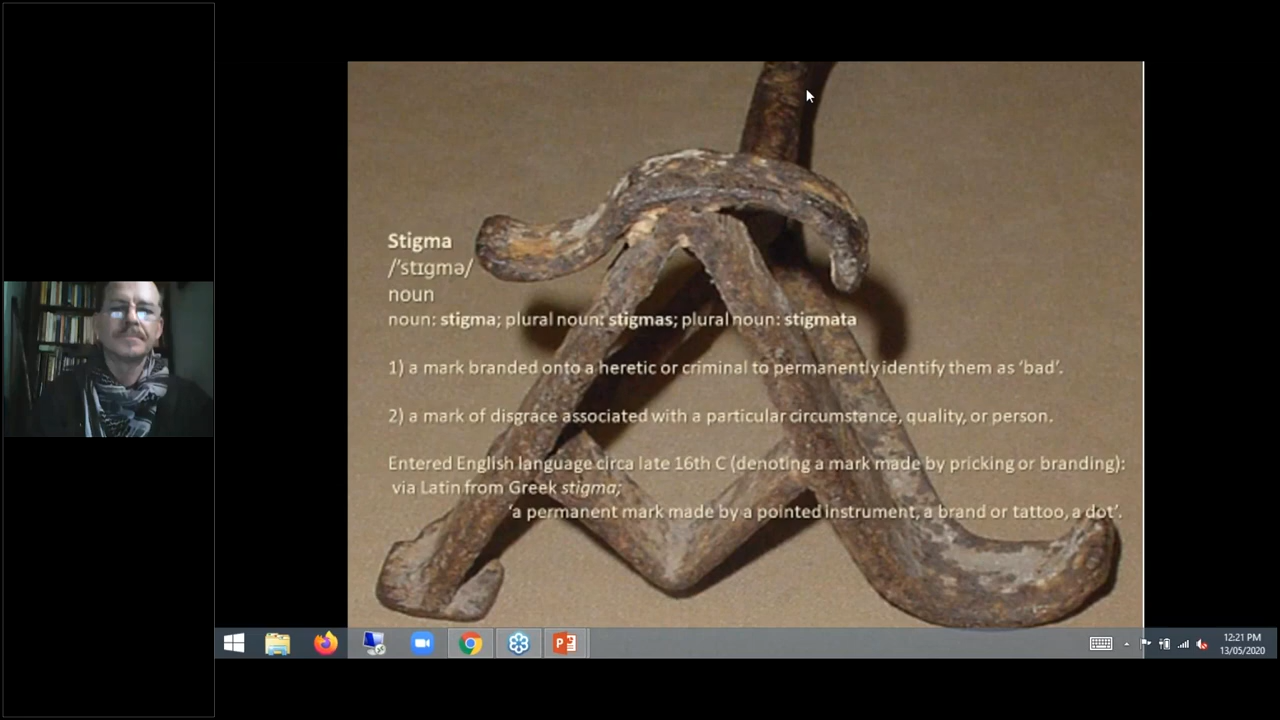 Stigma
/'stɪgmə/
noun
noun: stigma; plural noun: stigmas; plural noun: stigmata
1) a mark branded onto a heretic or criminal to permanently identify them as ‘bad’.
2) a mark of disgrace associated with a particular circumstance, quality, or person.
Entered English language circa late 16th C (denoting a mark made by pricking or branding):
via Latin from Greek stigma;
‘a permanent mark made by a pointed instrument, a brand or tattoo, a dot’.
12:21 PM
13/05/2020